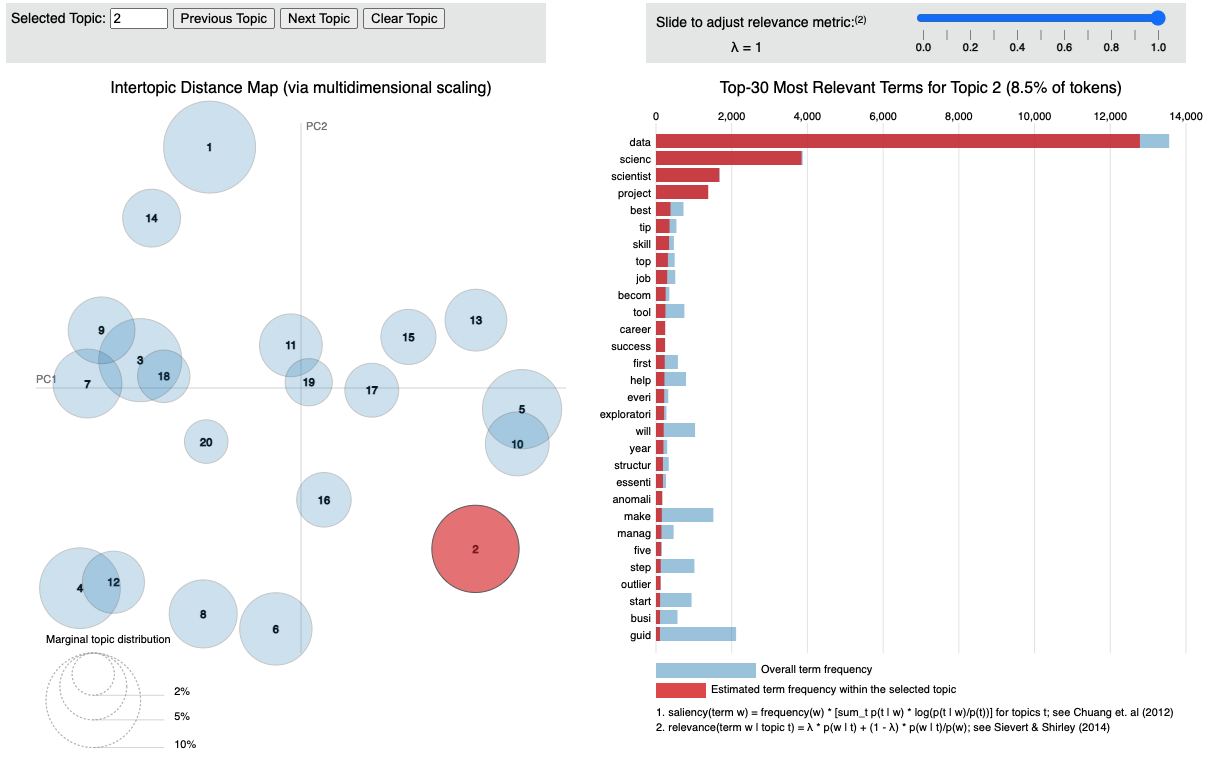 Selected Topic: 2 Previous Topic Next Topic Clear Topic
Slide to adjust relevance metric:(2)
λ = 1
0.0 0.2 0.4 0.6 0.8 1.0
Intertopic Distance Map (via multidimensional scaling)
PC2
PC1
1
14
9
3
7
18
11
19
15
13
17
5
10
20
16
2
4
12
8
6
Marginal topic distribution
2%
5%
10%
Top-30 Most Relevant Terms for Topic 2 (8.5% of tokens)
0 2,000 4,000 6,000 8,000 10,000 12,000 14,000
data
scienc
scientist
project
best
tip
skill
top
job
becom
tool
career
success
first
help
everi
exploratori
will
year
structur
essenti
anomali
make
manag
five
step
outlier
start
busi
guid
Overall term frequency
Estimated term frequency within the selected topic
1. saliency(term w) = frequency(w) * [sum_t p(t | w) * log(p(t | w)/p(t))] for topics t; see Chuang et. al (2012)
2. relevance(term w | topic t) = λ * p(w | t) + (1 - λ) * p(w | t)/p(w); see Sievert & Shirley (2014)